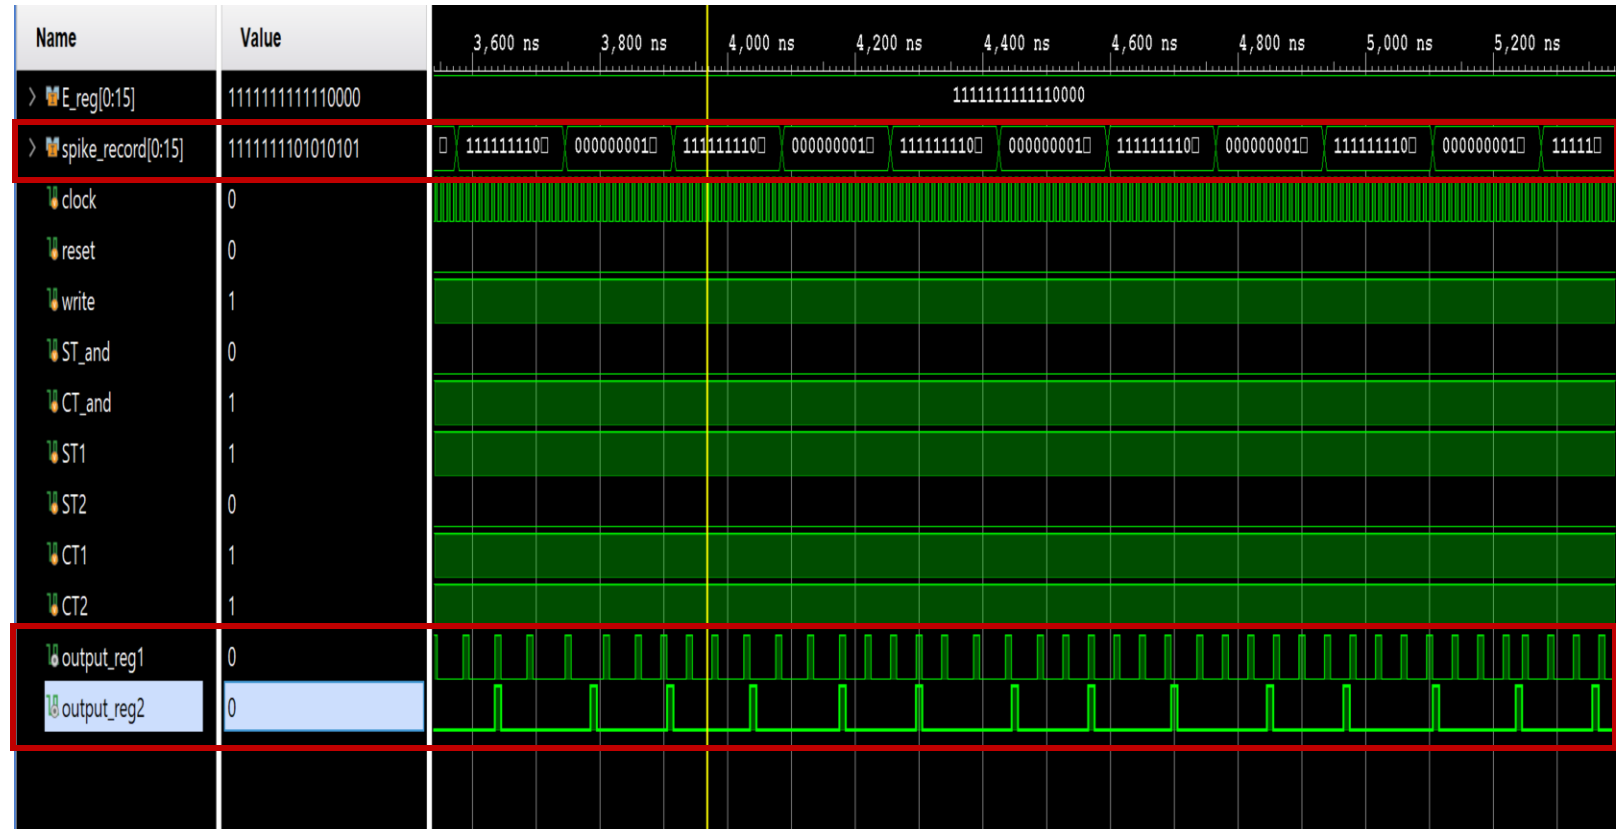 Name Value 3,600 ns 3,800 ns 4,000 ns 4,200 ns 4,400 ns 4,600 ns 4,800 ns 5,000 ns 5,200 ns
E_reg[0:15] 1111111111110000 1111111111110000
spike_record[0:15] 1111111101010101 111111110 000000001 111111110 000000001 111111110 000000001 111111110 000000001 111111110 000000001 11111
clock 0
reset 0
write 1
ST_and 0
CT_and 1
ST1 1
ST2 0
CT1 1
CT2 1
output_reg1 0
output_reg2 0